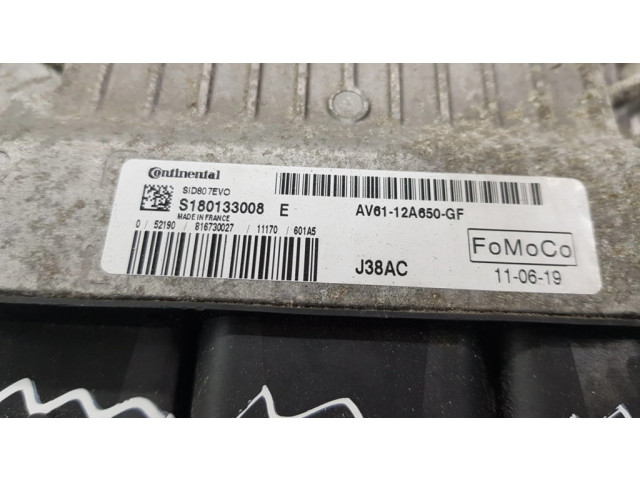 Continental
SID807EVO
S180133008 E
MADE IN FRANCE
0 / 52190 / 816730027 / 11170 / 601A5
AV61-12A650-GF
J38AC
FoMoCo
11-06-19